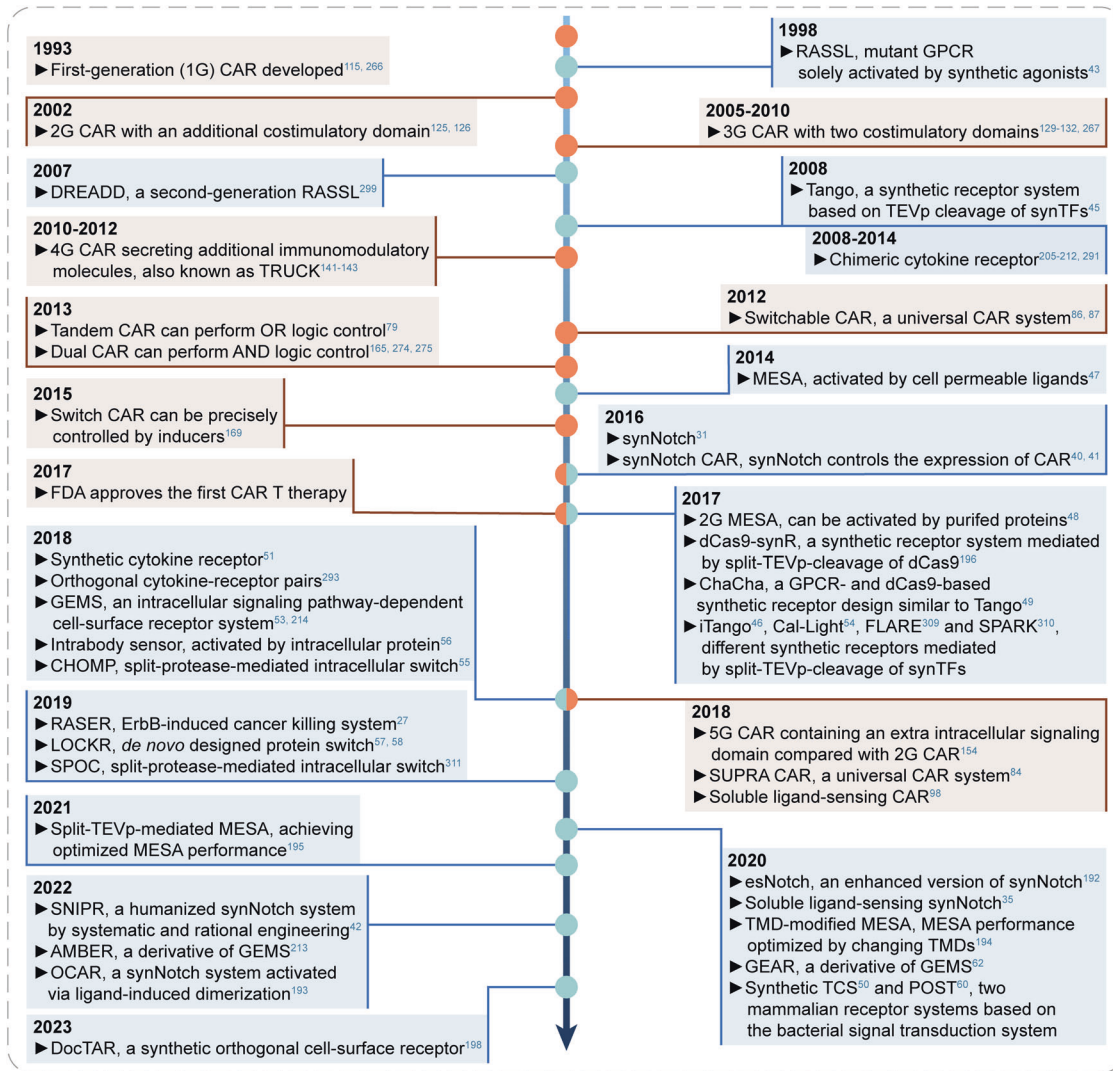 1993
►First-generation (1G) CAR developed115, 266
1998
►RASSL, mutant GPCR
solely activated by synthetic agonists43
2002
►2G CAR with an additional costimulatory domain125, 126
2005-2010
►3G CAR with two costimulatory domains129-132, 267
2007
►DREADD, a second-generation RASSL299
2008
►Tango, a synthetic receptor system
based on TEVp cleavage of synTFs45
2008-2014
►Chimeric cytokine receptor205-212, 291
2010-2012
►4G CAR secreting additional immunomodulatory
molecules, also known as TRUCK141-143
2012
►Switchable CAR, a universal CAR system86, 87
2013
►Tandem CAR can perform OR logic control79
►Dual CAR can perform AND logic control165, 274, 275
2014
►MESA, activated by cell permeable ligands47
2015
►Switch CAR can be precisely
controlled by inducers169
2016
►synNotch31
►synNotch CAR, synNotch controls the expression of CAR40, 41
2017
►FDA approves the first CAR T therapy
2017
►2G MESA, can be activated by purifed proteins48
►dCas9-synR, a synthetic receptor system mediated
by split-TEVp-cleavage of dCas9196
►ChaCha, a GPCR- and dCas9-based
synthetic receptor design similar to Tango49
►iTango46, Cal-Light54, FLARE309 and SPARK310,
different synthetic receptors mediated
by split-TEVp-cleavage of synTFs
2018
►Synthetic cytokine receptor51
►Orthogonal cytokine-receptor pairs293
►GEMS, an intracellular signaling pathway-dependent
cell-surface receptor system53, 214
►Intrabody sensor, activated by intracellular protein56
►CHOMP, split-protease-mediated intracellular switch55
2018
►5G CAR containing an extra intracellular signaling
domain compared with 2G CAR154
►SUPRA CAR, a universal CAR system84
►Soluble ligand-sensing CAR98
2019
►RASER, ErbB-induced cancer killing system27
►LOCKR, de novo designed protein switch57, 58
►SPOC, split-protease-mediated intracellular switch311
2020
►esNotch, an enhanced version of synNotch192
►Soluble ligand-sensing synNotch35
►TMD-modified MESA, MESA performance
optimized by changing TMDs194
►GEAR, a derivative of GEMS62
►Synthetic TCS50 and POST60, two
mammalian receptor systems based on
the bacterial signal transduction system
2021
►Split-TEVp-mediated MESA, achieving
optimized MESA performance195
2022
►SNIPR, a humanized synNotch system
by systematic and rational engineering42
►AMBER, a derivative of GEMS213
►OCAR, a synNotch system activated
via ligand-induced dimerization193
2023
►DocTAR, a synthetic orthogonal cell-surface receptor198